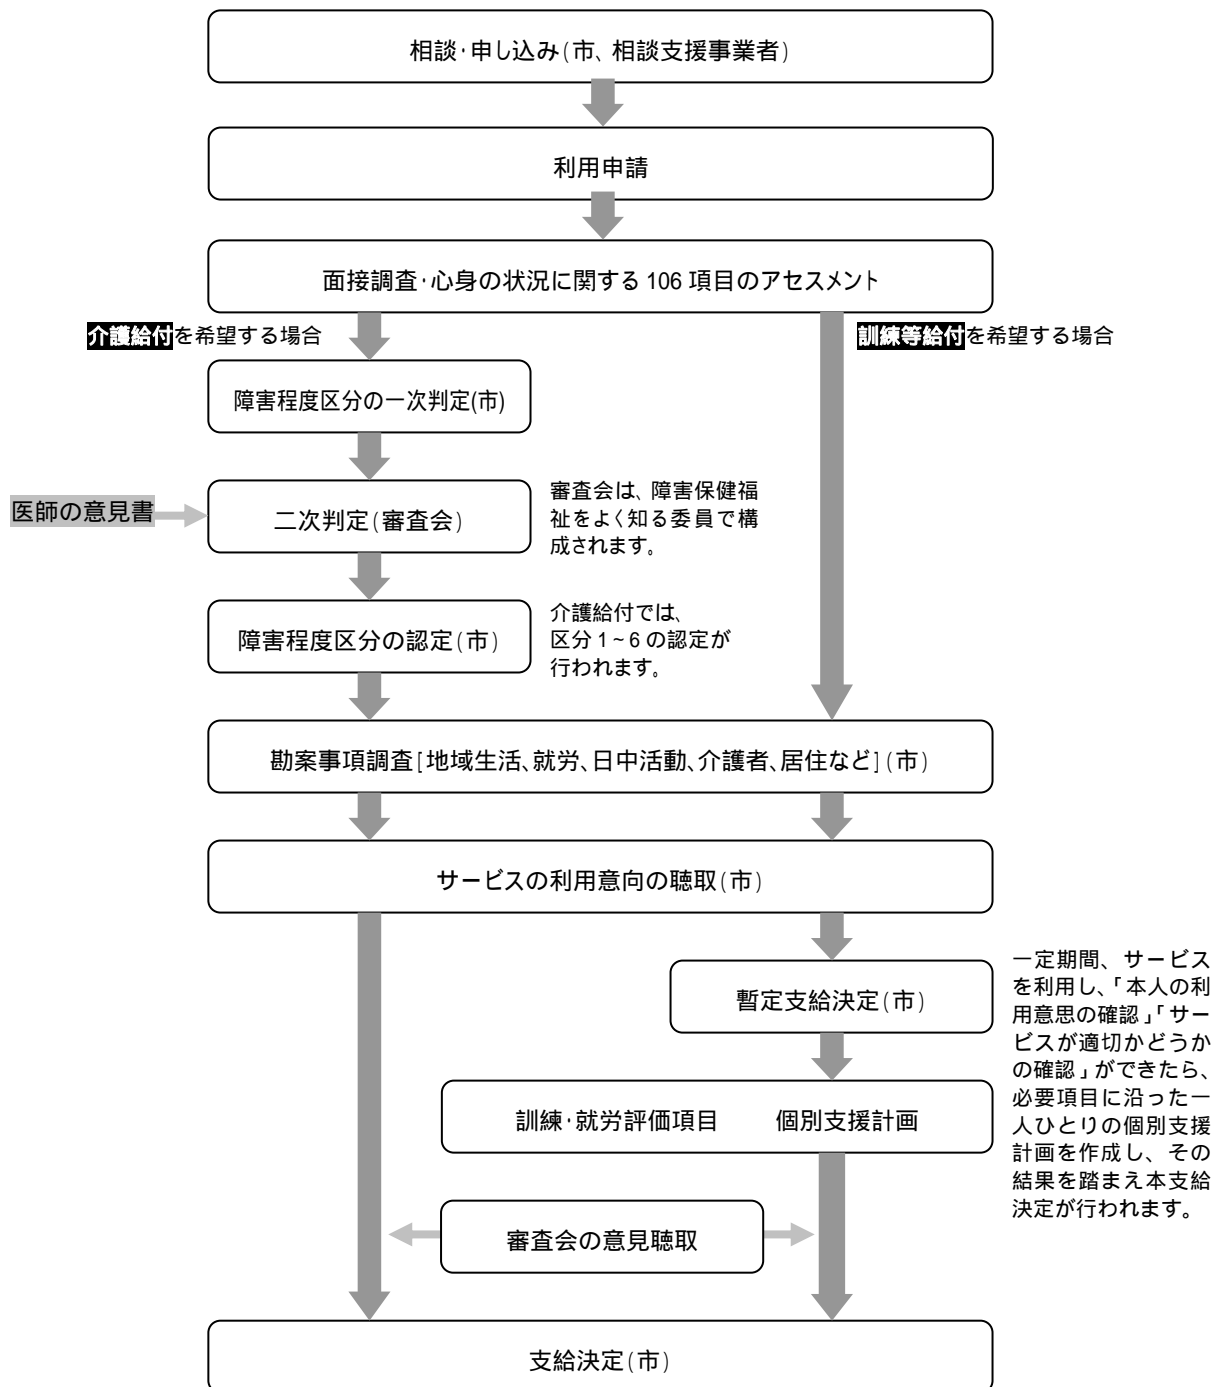 相談･申し込み(市、相談支援事業者)
利用申請
面接調査･心身の状況に関する 106 項目のアセスメント
介護給付を希望する場合
訓練等給付を希望する場合
障害程度区分の一次判定(市)
医師の意見書
二次判定(審査会)
審査会は、障害保健福
祉をよく知る委員で構
成されます。
障害程度区分の認定(市)
介護給付では、
区分 1~6 の認定が
行われます。
勘案事項調査[地域生活、就労、日中活動、介護者、居住など](市)
サービスの利用意向の聴取(市)
暫定支給決定(市)
一定期間、サービス
を利用し、｢本人の利
用意思の確認｣｢サー
ビスが適切かどうか
の確認｣ができたら、
必要項目に沿った一
人ひとりの個別支援
計画を作成し、その
結果を踏まえ本支給
決定が行われます。
訓練･就労評価項目　　個別支援計画
審査会の意見聴取
支給決定(市)